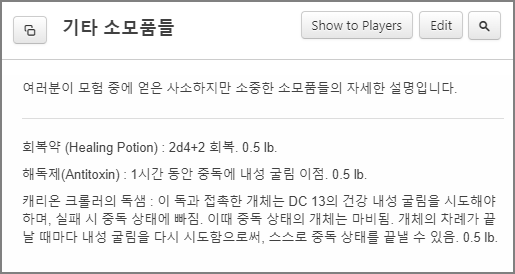 기타 소모품들
Show to Players
Edit
여러분이 모험 중에 얻은 사소하지만 소중한 소모품들의 자세한 설명입니다.
회복약 (Healing Potion) : 2d4+2 회복. 0.5 lb.
해독제(Antitoxin) : 1시간 동안 중독에 내성 굴림 이점. 0.5 lb.
캐리온 크롤러의 독샘 : 이 독과 접촉한 개체는 DC 13의 건강 내성 굴림을 시도해야
하며, 실패 시 중독 상태에 빠짐. 이때 중독 상태의 개체는 마비됨. 개체의 차례가 끝
날 때마다 내성 굴림을 다시 시도함으로써, 스스로 중독 상태를 끝낼 수 있음. 0.5 lb.